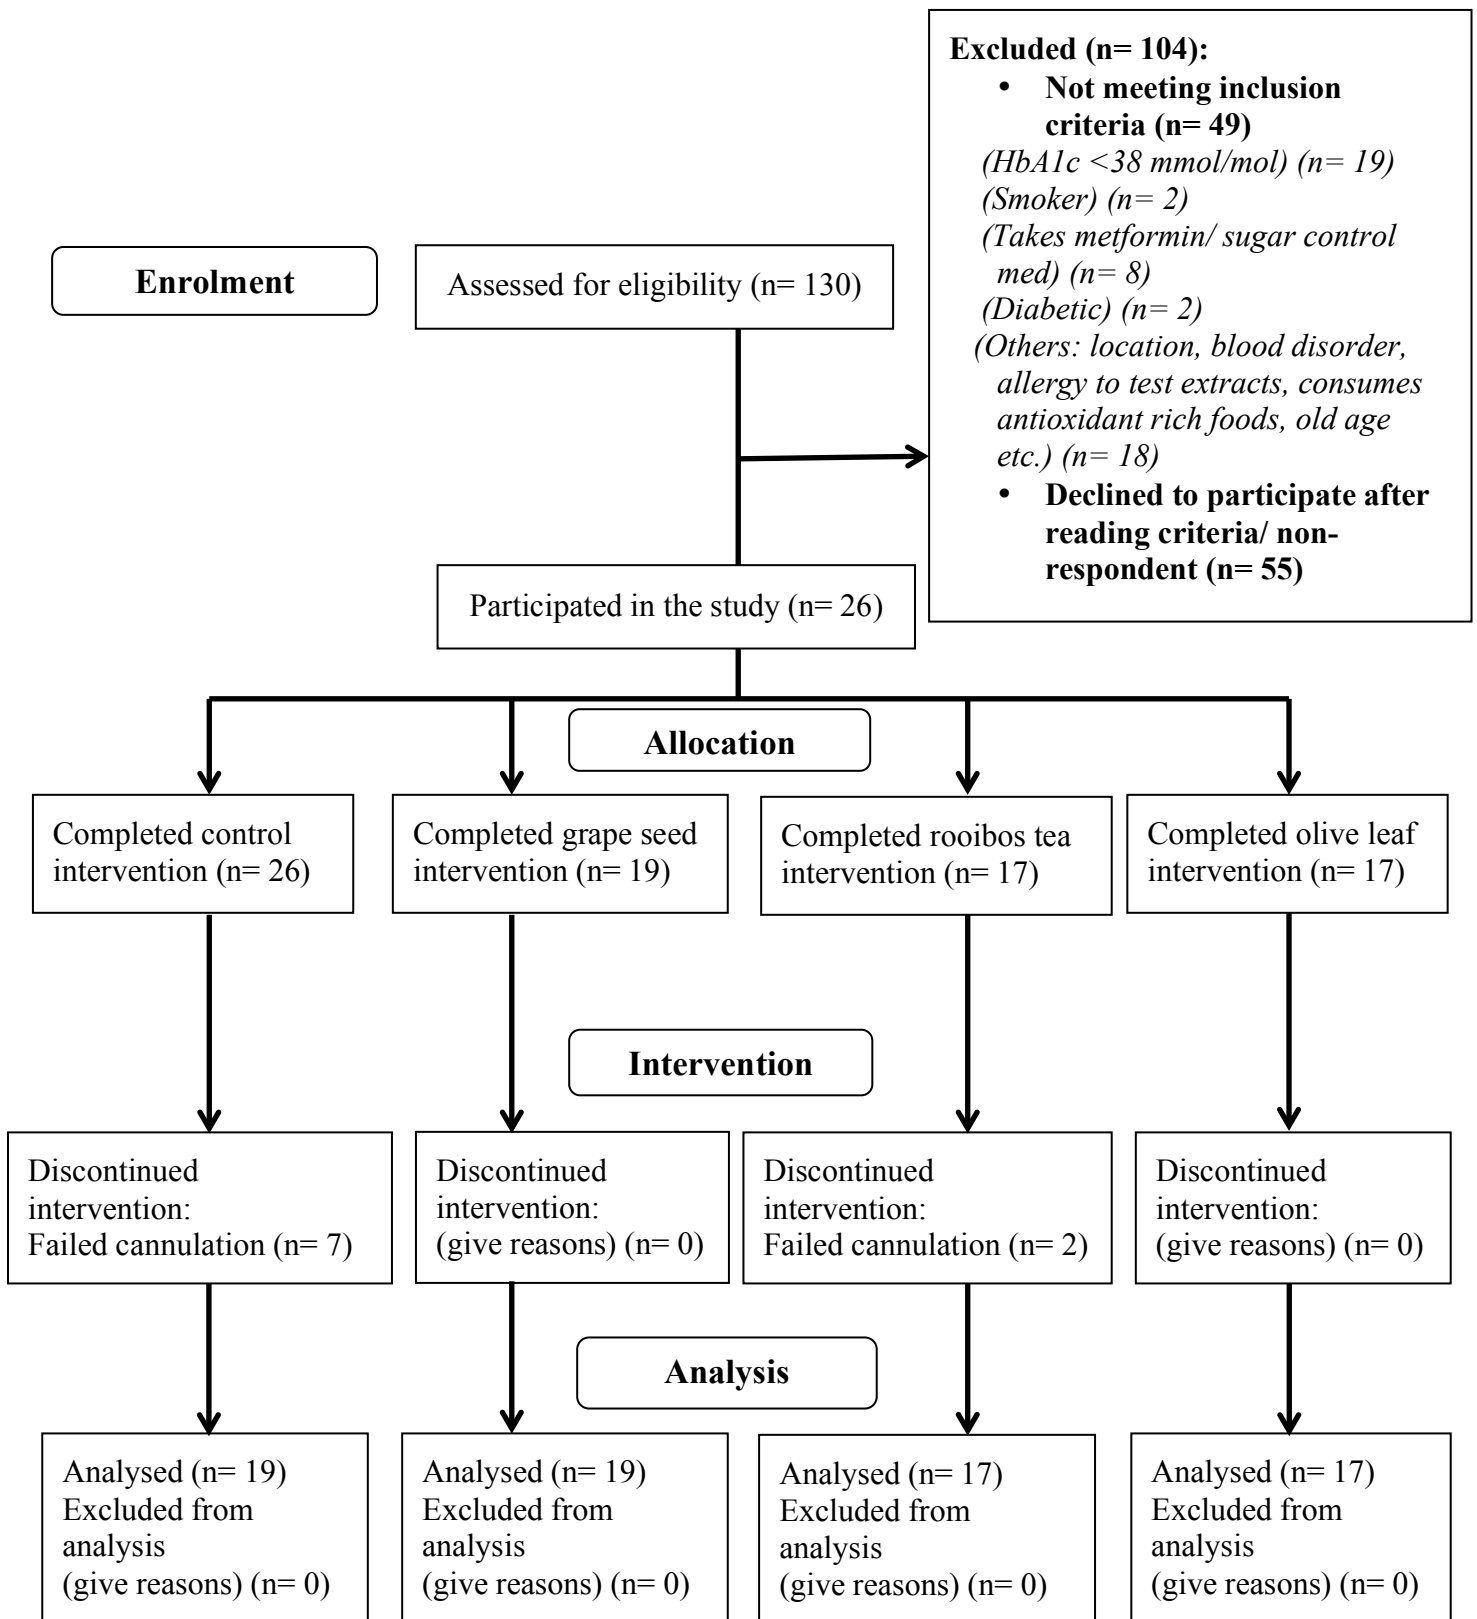 Excluded (n= 104):
• Not meeting inclusion
criteria (n= 49)
(HbA1c <38 mmol/mol) (n= 19)
(Smoker) (n= 2)
(Takes metformin/ sugar control
med) (n= 8)
(Diabetic) (n= 2)
(Others: location, blood disorder,
allergy to test extracts, consumes
antioxidant rich foods, old age
etc.) (n= 18)
• Declined to participate after
reading criteria/ non-
respondent (n= 55)
Enrolment
Assessed for eligibility (n= 130)
Participated in the study (n= 26)
Allocation
Completed control
intervention (n= 26)
Completed grape seed
intervention (n= 19)
Completed rooibos tea
intervention (n= 17)
Completed olive leaf
intervention (n= 17)
Intervention
Discontinued
intervention:
Failed cannulation (n= 7)
Discontinued
intervention:
(give reasons) (n= 0)
Discontinued
intervention:
Failed cannulation (n= 2)
Discontinued
intervention:
(give reasons) (n= 0)
Analysis
Analysed (n= 19)
Excluded from
analysis
(give reasons) (n= 0)
Analysed (n= 19)
Excluded from
analysis
(give reasons) (n= 0)
Analysed (n= 17)
Excluded from
analysis
(give reasons) (n= 0)
Analysed (n= 17)
Excluded from
analysis
(give reasons) (n= 0)